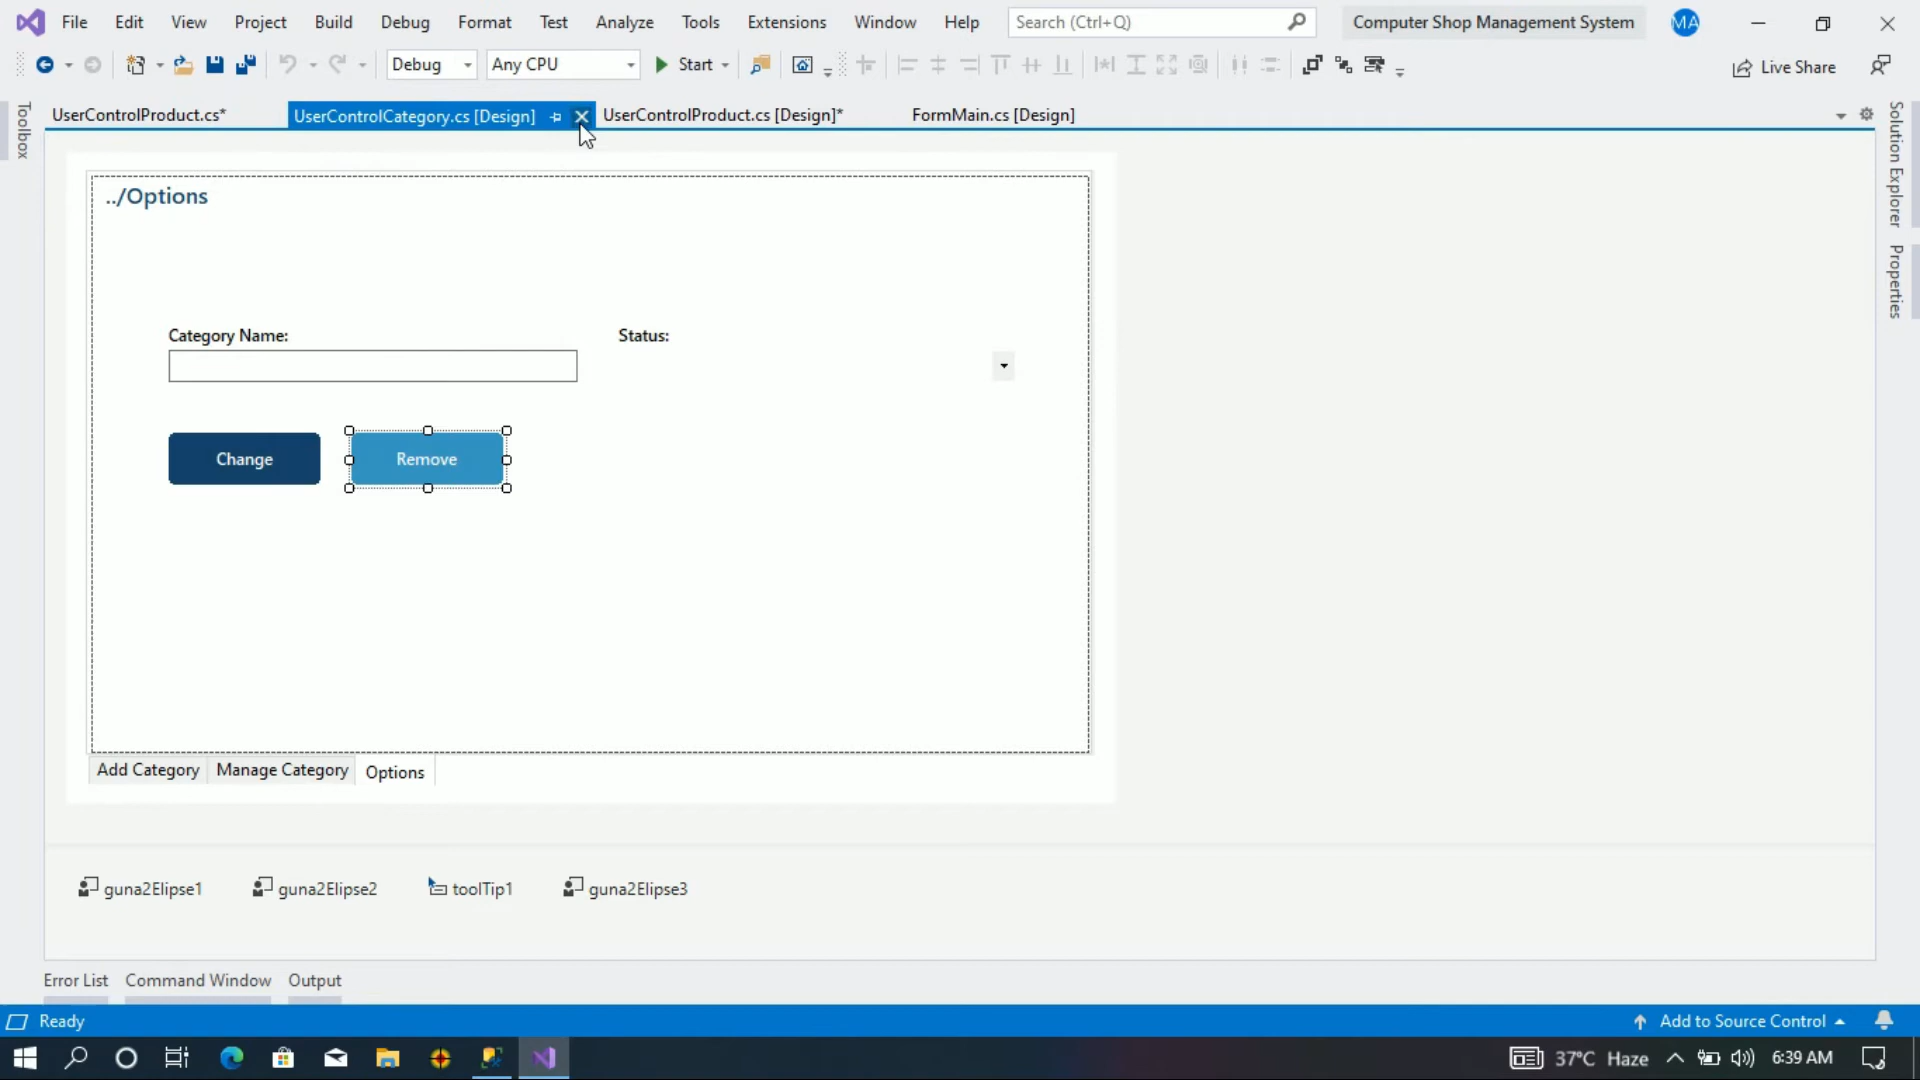 File Edit View Project Build Debug Format Test Analyze Tools Extensions Window Help Search (Ctrl+Q) Computer Shop Management System MA
Debug Any CPU Start Live Share
UserControlProduct.cs* UserControlCategory.cs [Design] UserControlProduct.cs [Design]* FormMain.cs [Design]
Toolbox
Solution Explorer
Properties
../Options
Category Name: Status:
Change Remove
Add Category Manage Category Options
guna2Elipse1 guna2Elipse2 toolTip1 guna2Elipse3
Error List Command Window Output
Ready Add to Source Control
37°C Haze 6:39 AM